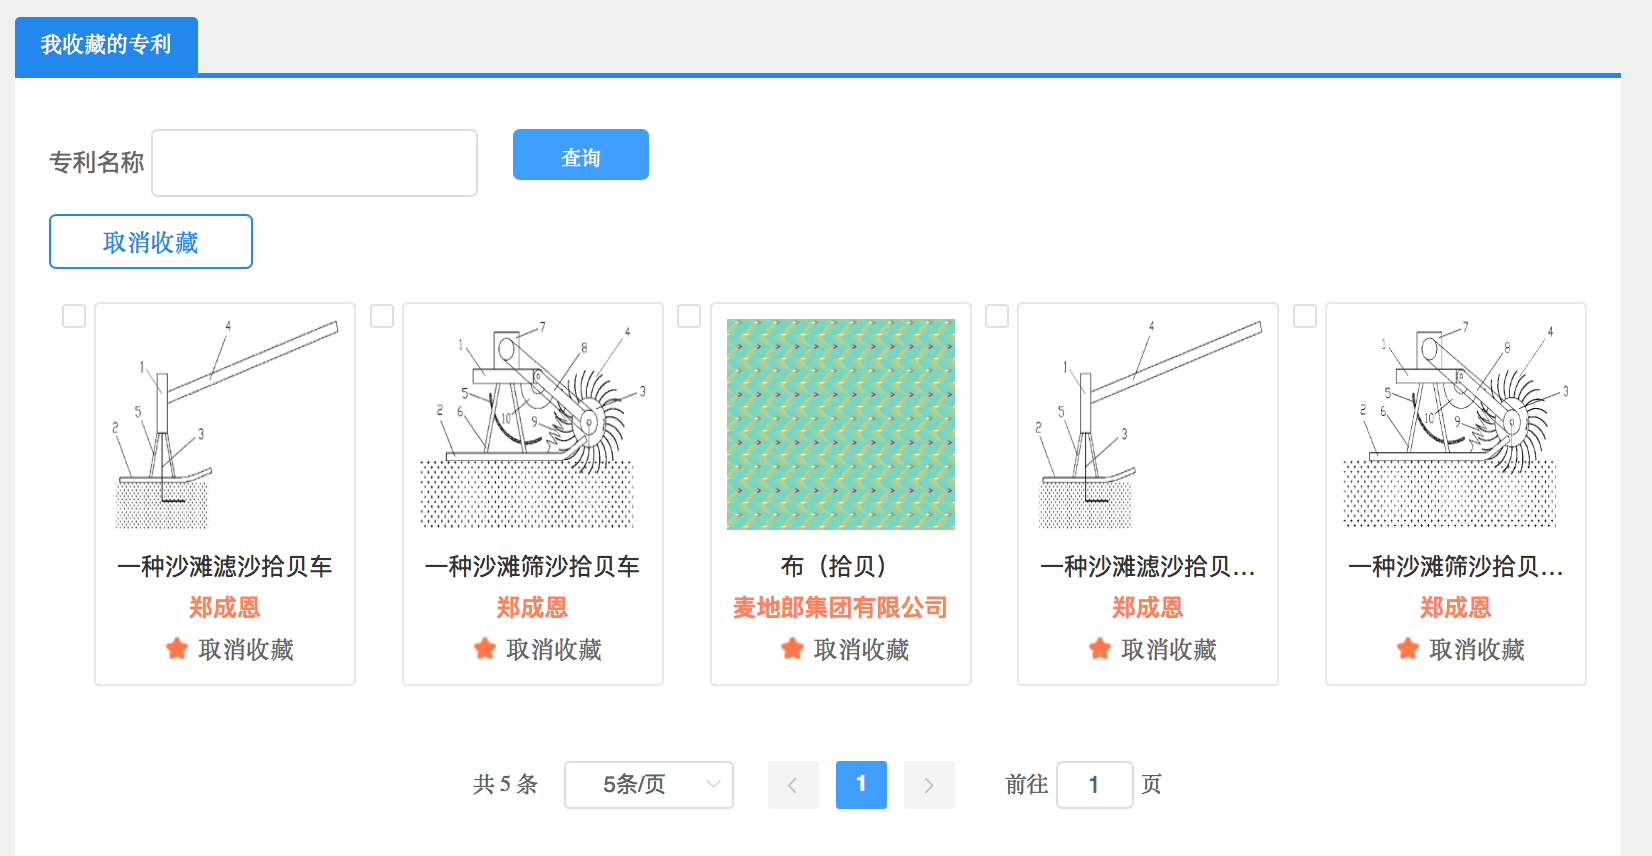 我收藏的专利
专利名称
查询
取消收藏
4
1
5
2
3
一种沙滩滤沙拾贝车
郑成恩
取消收藏
7
4
1
8
5
3
2
6
10
9
一种沙滩筛沙拾贝车
郑成恩
取消收藏
布（拾贝）
麦地郎集团有限公司
取消收藏
4
1
5
2
3
一种沙滩滤沙拾贝...
郑成恩
取消收藏
7
4
1
8
5
3
2
6
10
9
一种沙滩筛沙拾贝...
郑成恩
取消收藏
共 5 条
5条/页
1
前往 1 页